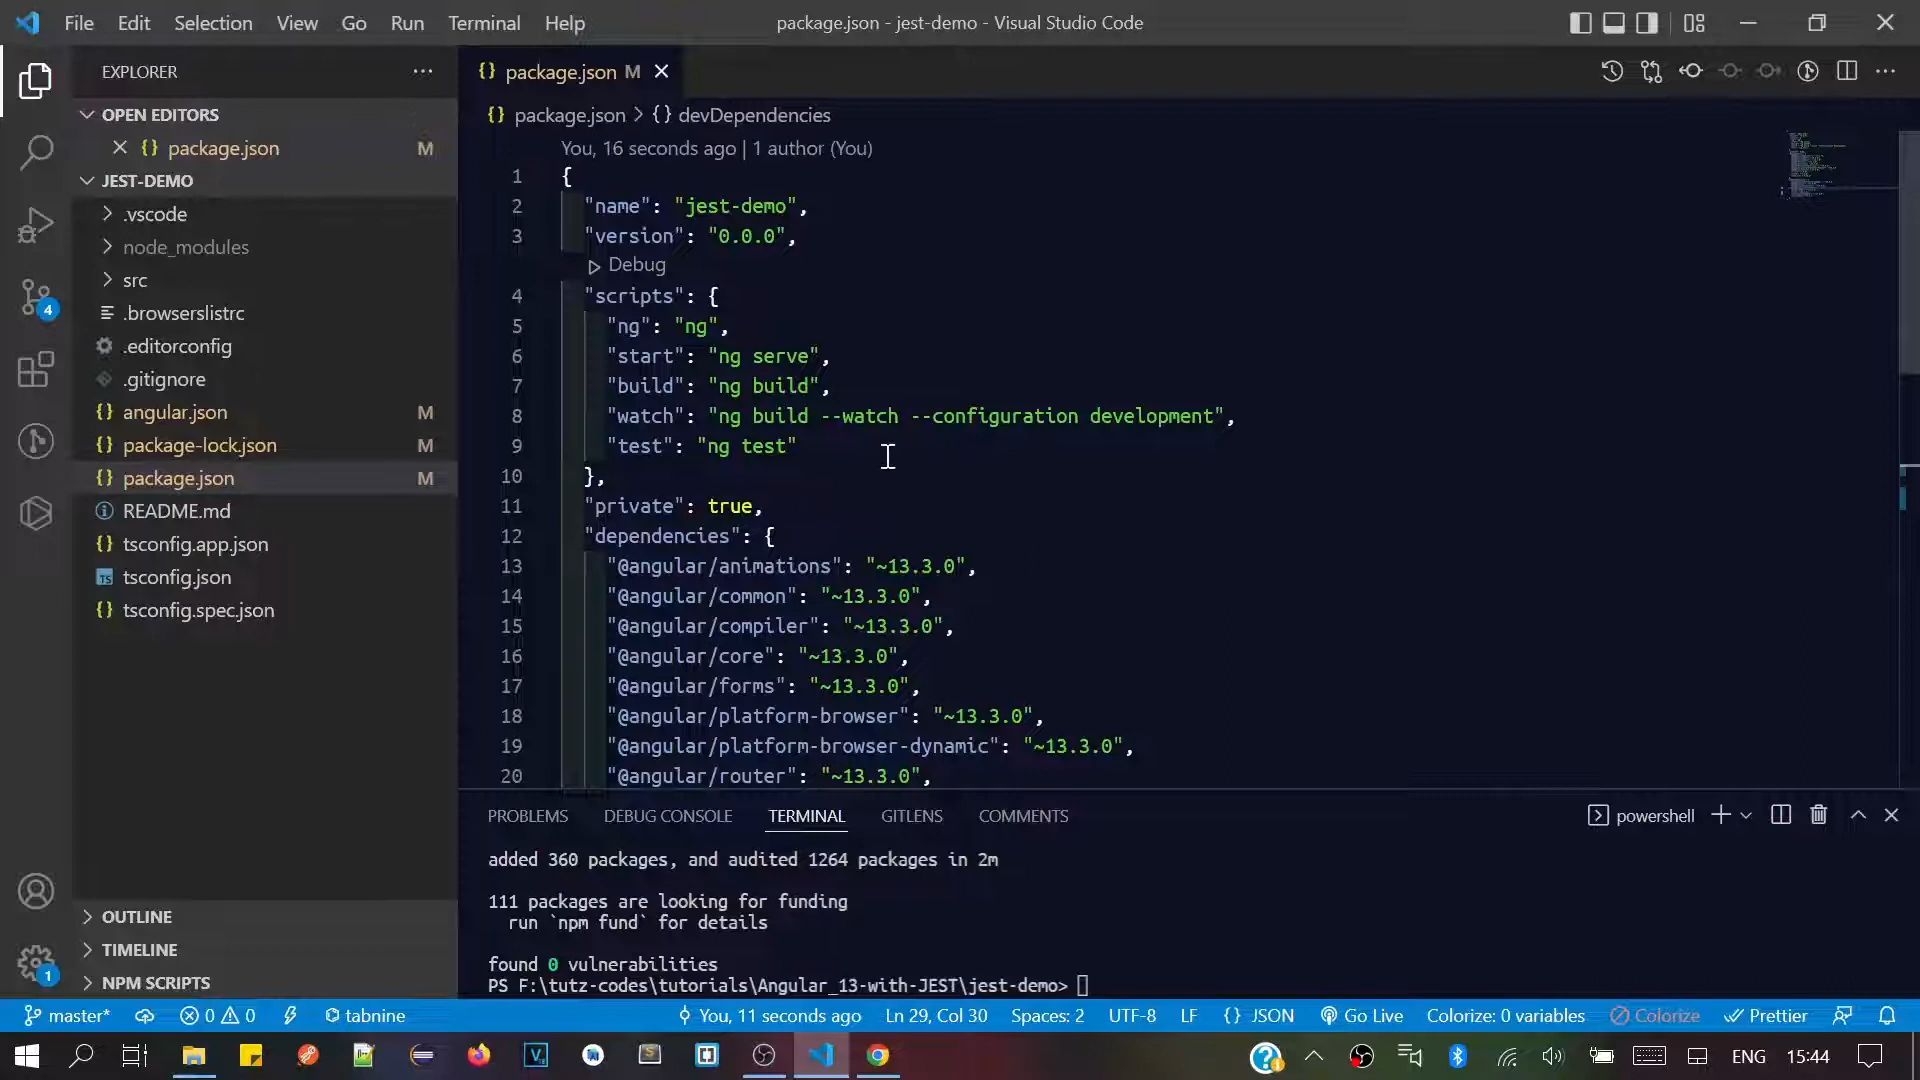 File Edit Selection View Go Run Terminal Help
package.json - jest-demo - Visual Studio Code
EXPLORER
OPEN EDITORS
package.json M
JEST-DEMO
.vscode
node_modules
src
.browserslistrc
.editorconfig
.gitignore
angular.json M
package-lock.json M
package.json M
README.md
tsconfig.app.json
tsconfig.json
tsconfig.spec.json
OUTLINE
TIMELINE
NPM SCRIPTS
4
1
{} package.json M
{} package.json > {} devDependencies
You, 16 seconds ago | 1 author (You)
1 {
2 "name": "jest-demo",
3 "version": "0.0.0",
Debug
4 "scripts": {
5 "ng": "ng",
6 "start": "ng serve",
7 "build": "ng build",
8 "watch": "ng build --watch --configuration development",
9 "test": "ng test"
10 },
11 "private": true,
12 "dependencies": {
13 "@angular/animations": "~13.3.0",
14 "@angular/common": "~13.3.0",
15 "@angular/compiler": "~13.3.0",
16 "@angular/core": "~13.3.0",
17 "@angular/forms": "~13.3.0",
18 "@angular/platform-browser": "~13.3.0",
19 "@angular/platform-browser-dynamic": "~13.3.0",
20 "@angular/router": "~13.3.0",
PROBLEMS DEBUG CONSOLE TERMINAL GITLENS COMMENTS
powershell
added 360 packages, and audited 1264 packages in 2m
111 packages are looking for funding
run `npm fund` for details
found 0 vulnerabilities
PS F:\tutz-codes\tutorials\Angular_13-with-JEST\jest-demo>
master* 0 0 tabnine
You, 11 seconds ago Ln 29, Col 30 Spaces: 2 UTF-8 LF {} JSON Go Live Colorize: 0 variables Colorize Prettier
ENG 15:44